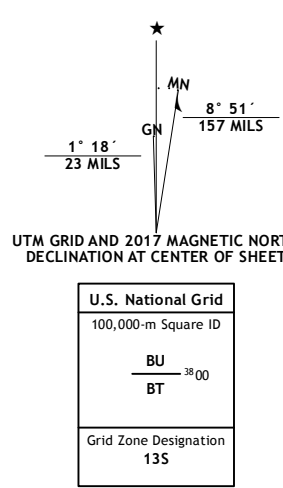 ★
MN
8° 51´
157 MILS
GN
1° 18´
23 MILS
UTM GRID AND 2017 MAGNETIC NORT
DECLINATION AT CENTER OF SHEET
U.S. National Grid
100,000-m Square ID
BU
3800
BT
Grid Zone Designation
13S